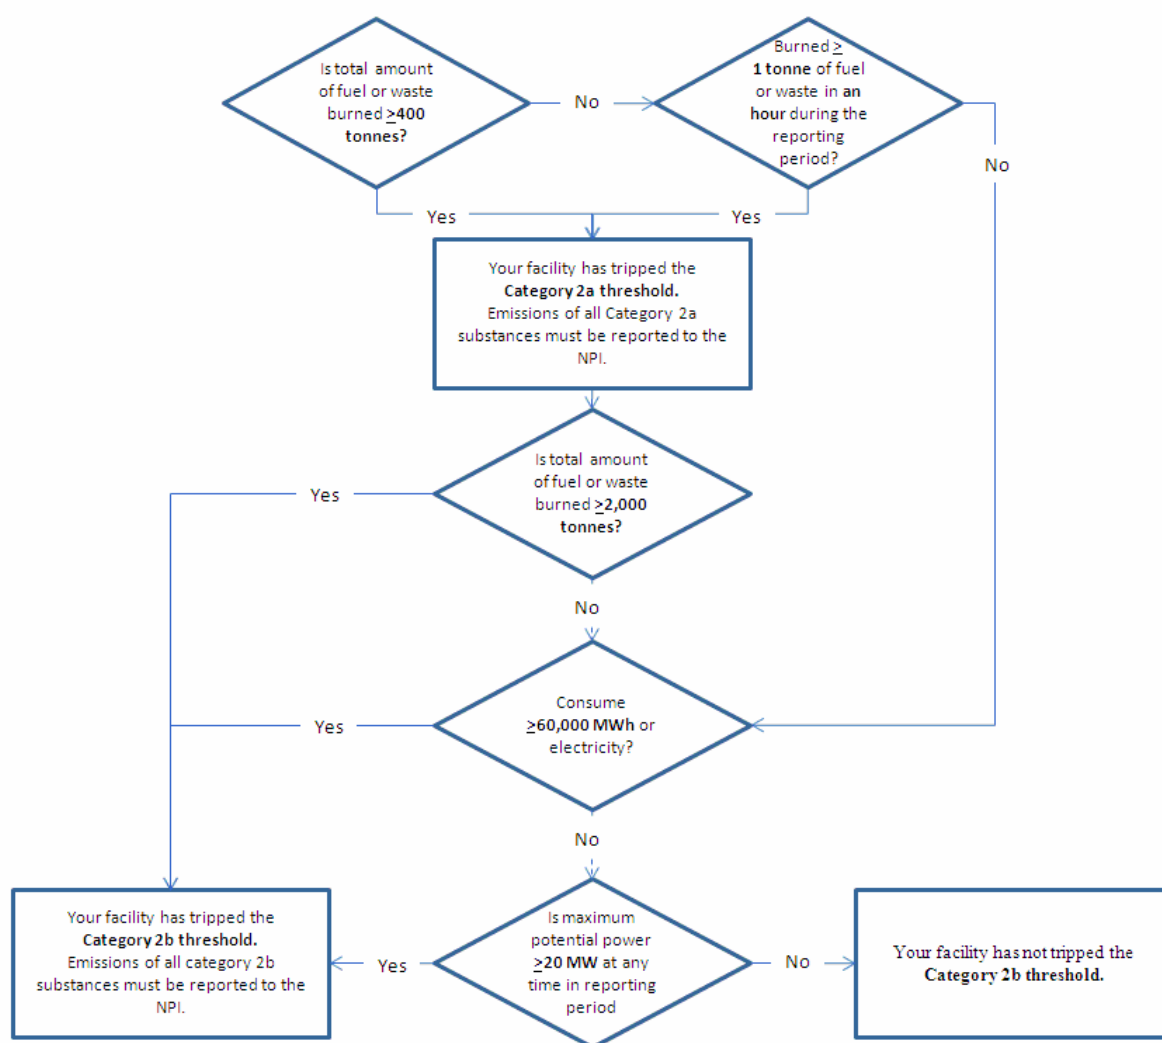 Is total amount
of fuel or waste
burned ≥400
tonnes?
No
Burned ≥
1 tonne of fuel
or waste in an
hour during the
reporting
period?
No
Yes
Yes
Your facility has tripped the
Category 2a threshold.
Emissions of all Category 2a
substances must be reported to the
NPI.
Is total amount
of fuel or waste
burned ≥2,000
tonnes?
Yes
No
Consume
≥60,000 MWh or
electricity?
Yes
No
Is maximum
potential power
≥20 MW at any
time in reporting
period
Yes
No
Your facility has tripped the
Category 2b threshold.
Emissions of all category 2b
substances must be reported to the
NPI.
Your facility has not tripped the
Category 2b threshold.